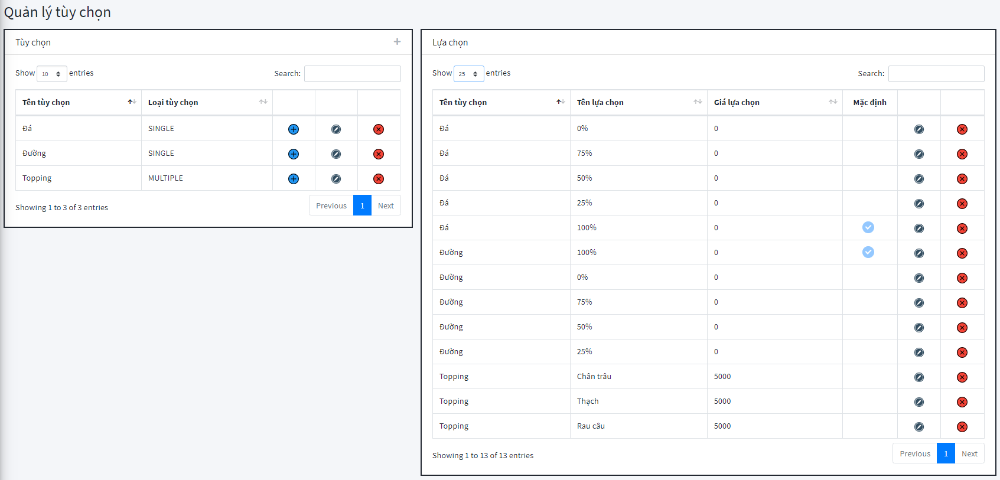 Quản lý tùy chọn
Tùy chọn
Show 10 entries Search:
Tên tùy chọn Loại tùy chọn
Đá SINGLE
Đường SINGLE
Topping MULTIPLE
Showing 1 to 3 of 3 entries Previous 1 Next
Lựa chọn
Show 25 entries Search:
Tên tùy chọn Tên lựa chọn Giá lựa chọn Mặc định
Đá 0% 0
Đá 75% 0
Đá 50% 0
Đá 25% 0
Đá 100% 0
Đường 100% 0
Đường 0% 0
Đường 75% 0
Đường 50% 0
Đường 25% 0
Topping Chân trâu 5000
Topping Thạch 5000
Topping Rau câu 5000
Showing 1 to 13 of 13 entries Previous 1 Next